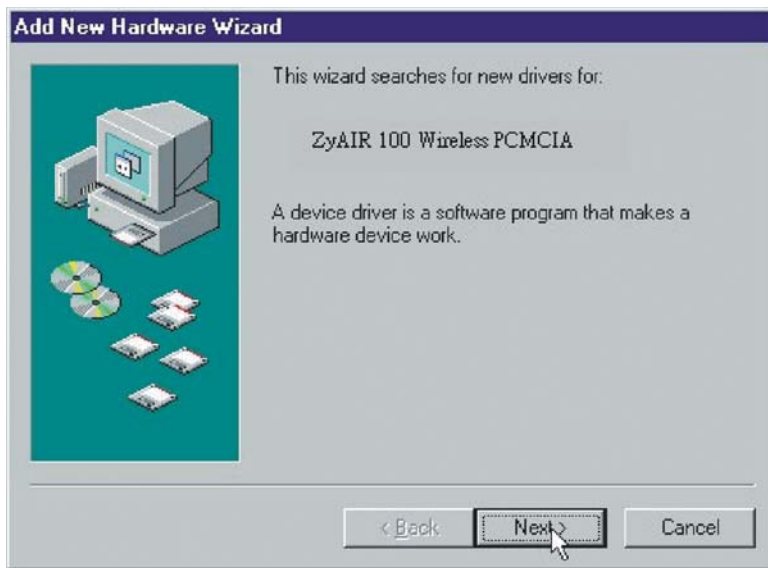 Add New Hardware Wizard
This wizard searches for new drivers for:
ZyAIR 100 Wireless PCMCIA
A device driver is a software program that makes a
hardware device work.
< Back
Next >
Cancel